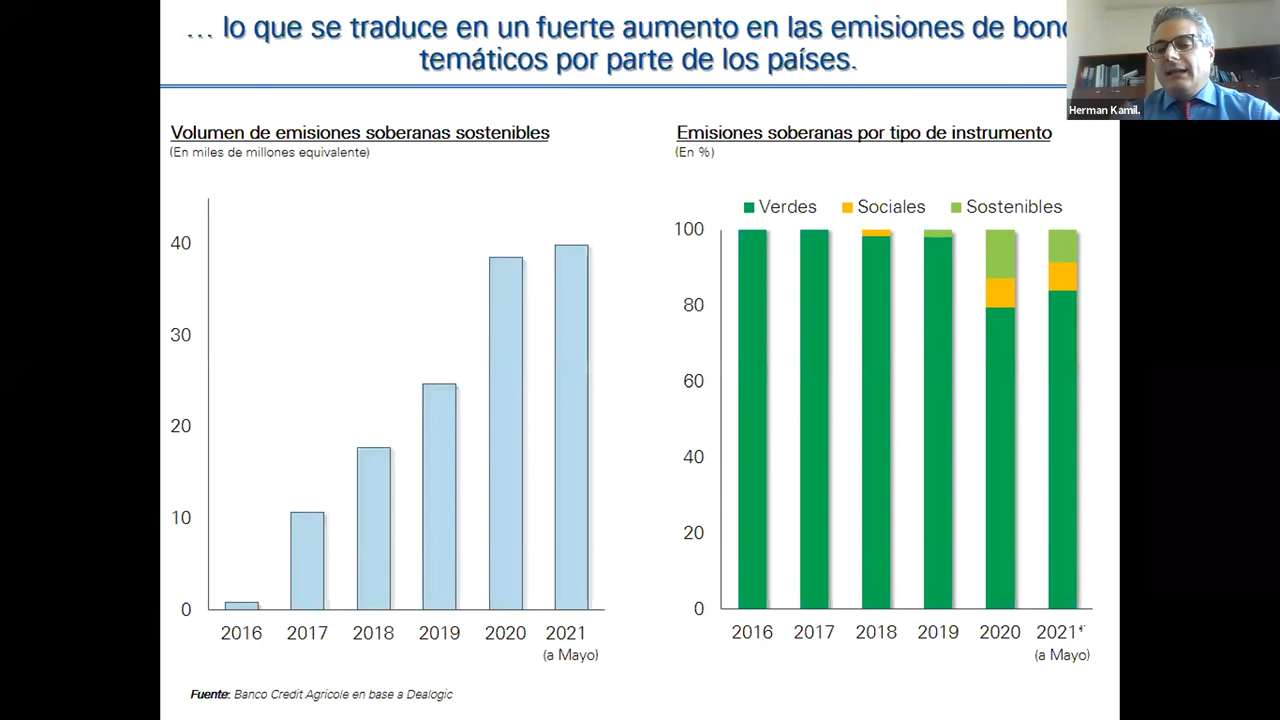 … lo que se traduce en un fuerte aumento en las emisiones de
temáticos por parte de los países.
Herman Kamil.
Volumen de emisiones soberanas sostenibles
(En miles de millones equivalente)
40
30
20
10
0
2016 2017 2018 2019 2020 2021
(a Mayo)
Emisiones soberanas por tipo de instrumento
(En %)
Verdes Sociales Sostenibles
100
80
60
40
20
0
2016 2017 2018 2019 2020 2021*
(a Mayo)
Fuente: Banco Credit Agricole en base a Dealogic